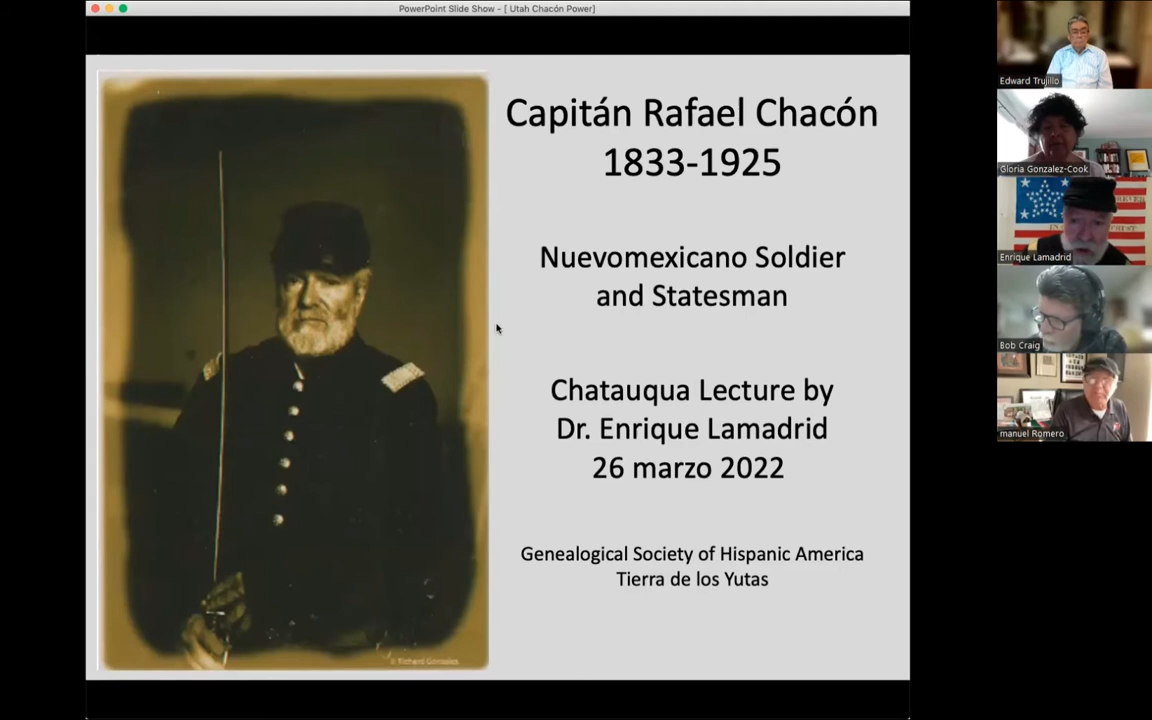 PowerPoint Slide Show - [ Utah Chacón Power]
Capitán Rafael Chacón
1833-1925
Nuevomexicano Soldier
and Statesman
Chatauqua Lecture by
Dr. Enrique Lamadrid
26 marzo 2022
Genealogical Society of Hispanic America
Tierra de los Yutas
© Richard Gonzales
Edward Trujillo
Gloria Gonzalez-Cook
Enrique Lamadrid
Bob Craig
manuel Romero